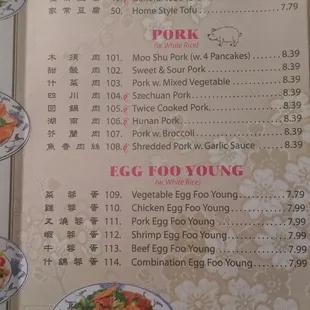 家常豆腐 50. Home Style Tofu 7.79
PORK
(w. White Rice)
木須肉 101. Moo Shu Pork (w. 4 Pancakes) 8.39
甜酸肉 102. Sweet & Sour Pork 8.39
什菜肉 103. Pork w. Mixed Vegetable 8.39
四川肉 104. Szechuan Pork 8.39
回鍋肉 105. Twice Cooked Pork 8.39
湖南肉 106. Hunan Pork 8.39
芥蘭肉 107. Pork w. Broccoli 8.39
魚香肉絲 108. Shredded Pork w. Garlic Sauce 8.39
EGG FOO YOUNG
(w. White Rice)
菜蓉蛋 109. Vegetable Egg Foo Young 7.79
雞蓉蛋 110. Chicken Egg Foo Young 7.99
叉燒蓉蛋 111. Pork Egg Foo Young 7.99
蝦蓉蛋 112. Shrimp Egg Foo Young 7.99
牛蓉蛋 113. Beef Egg Foo Young 7.99
什錦蓉蛋 114. Combination Egg Foo Young 7.99